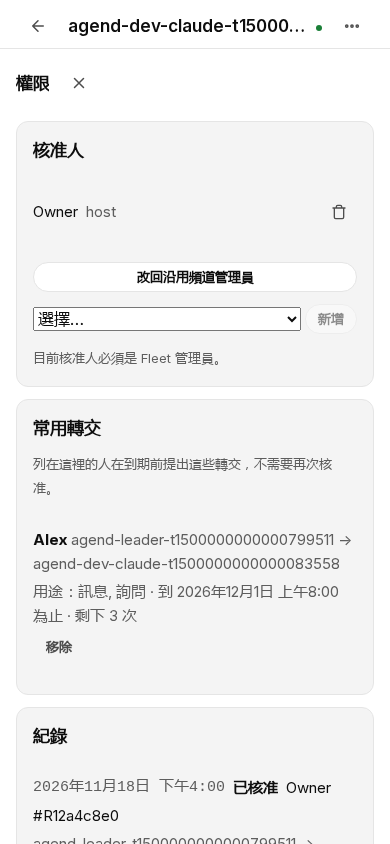 agend-dev-claude-t15000…
權限
核准人
Owner host
改回沿用頻道管理員
選擇…
新增
目前核准人必須是 Fleet 管理員。
常用轉交
列在這裡的人在到期前提出這些轉交，不需要再次核
准。
Alex agend-leader-t1500000000000799511 →
agend-dev-claude-t1500000000000083558
用途：訊息, 詢問 · 到 2026年12月1日 上午8:00
為止 · 剩下 3 次
移除
紀錄
2026年11月18日 下午4:00 已核准 Owner
#R12a4c8e0
agend-leader-t1500000000000799511 →